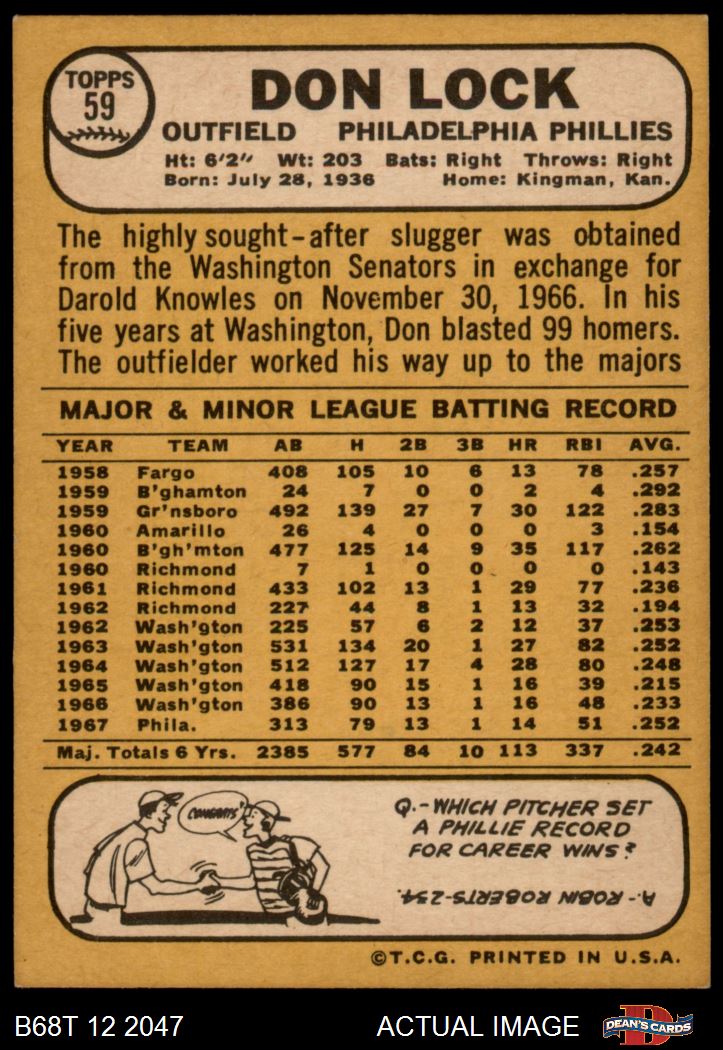 TOPPS
59
DON LOCK
OUTFIELD PHILADELPHIA PHILLIES
Ht: 6'2" Wt: 203 Bats: Right Throws: Right
Born: July 28, 1936 Home: Kingman, Kan.
The highly sought-after slugger was obtained
from the Washington Senators in exchange for
Darold Knowles on November 30, 1966. In his
five years at Washington, Don blasted 99 homers.
The outfielder worked his way up to the majors
MAJOR & MINOR LEAGUE BATTING RECORD
YEAR TEAM AB H 2B 3B HR RBI AVG.
1958 Fargo 408 105 10 6 13 78 .257
1959 B'ghamton 24 7 0 0 2 4 .292
1959 Gr'nsboro 492 139 27 7 30 122 .283
1960 Amarillo 26 4 0 0 0 3 .154
1960 B'gh'mton 477 125 14 9 35 117 .262
1960 Richmond 7 1 0 0 0 0 .143
1961 Richmond 433 102 13 1 29 77 .236
1962 Richmond 227 44 8 1 13 32 .194
1962 Wash'gton 225 57 6 2 12 37 .253
1963 Wash'gton 531 134 20 1 27 82 .252
1964 Wash'gton 512 127 17 4 28 80 .248
1965 Wash'gton 418 90 15 1 16 39 .215
1966 Wash'gton 386 90 13 1 16 48 .233
1967 Phila. 313 79 13 1 14 51 .252
Maj. Totals 6 Yrs. 2385 577 84 10 113 337 .242
CONGRATS!
Q.-WHICH PITCHER SET
A PHILLIE RECORD
FOR CAREER WINS?
A.-ROBIN ROBERTS-234.
©T.C.G. PRINTED IN U.S.A.
B68T 12 2047 ACTUAL IMAGE
D
DEAN'S CARDS